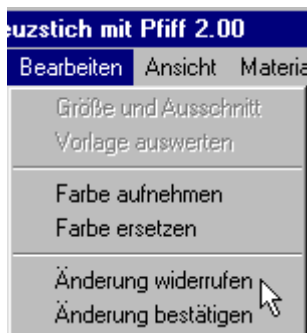 euzstich mit Pfiff 2.00
Bearbeiten Ansicht Materia
Größe und Ausschnitt
Vorlage auswerten
Farbe aufnehmen
Farbe ersetzen
Änderung widerrufen
Änderung bestätigen